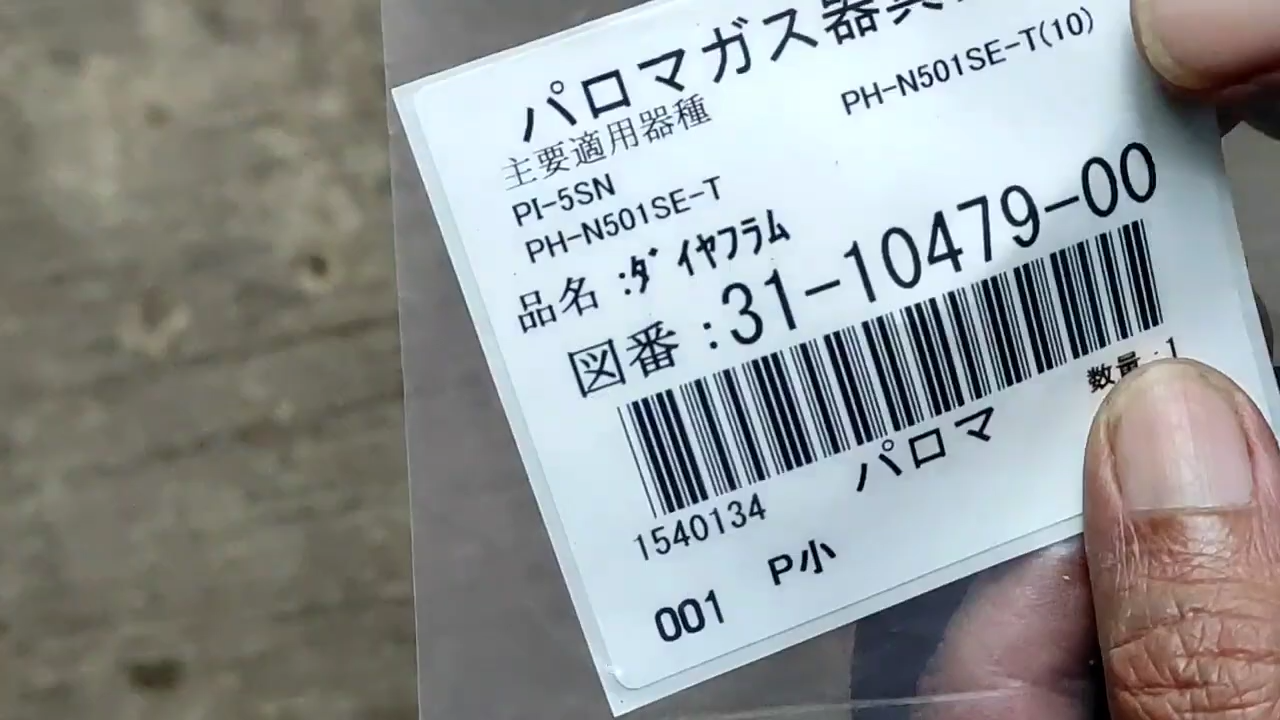 パロマガス器具
主要適用器種
PI-5SN
PH-N501SE-T(10)
PH-N501SE-T
品名 :ﾀﾞｲﾔﾌﾗﾑ
図番 :31-10479-00
数量:1
1540134
パロマ
001
P小